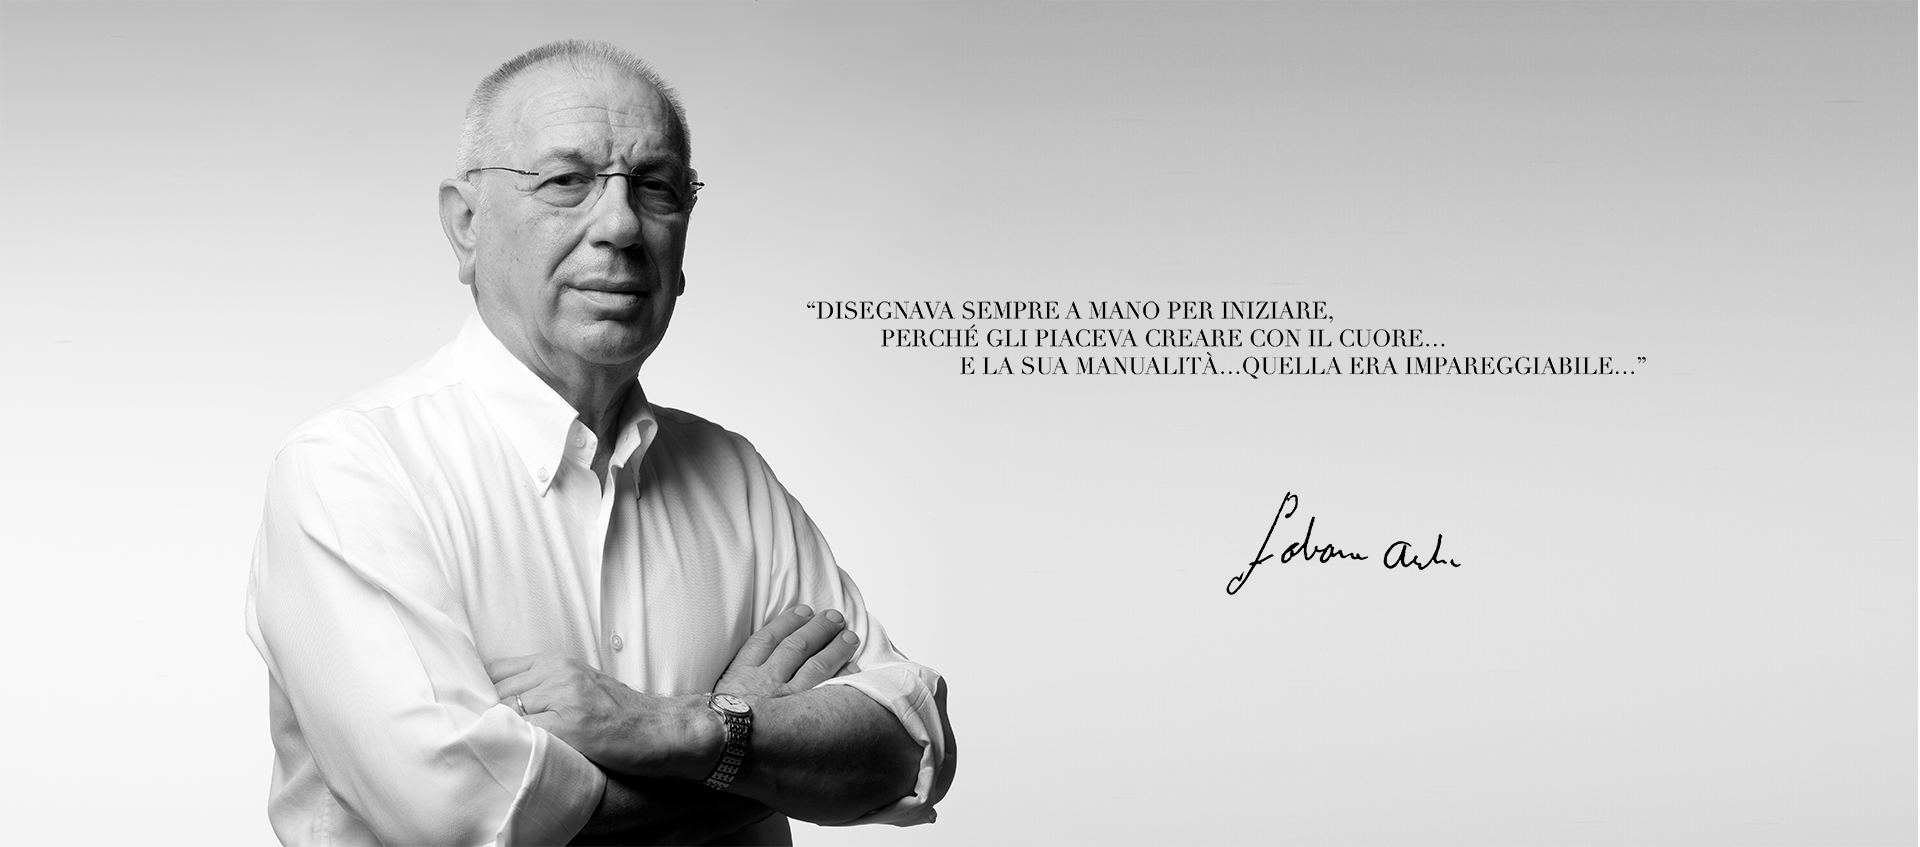 “DISEGNAVA SEMPRE A MANO PER INIZIARE,
PERCHÉ GLI PIACEVA CREARE CON IL CUORE...
E LA SUA MANUALITÀ...QUELLA ERA IMPAREGGIABILE...”